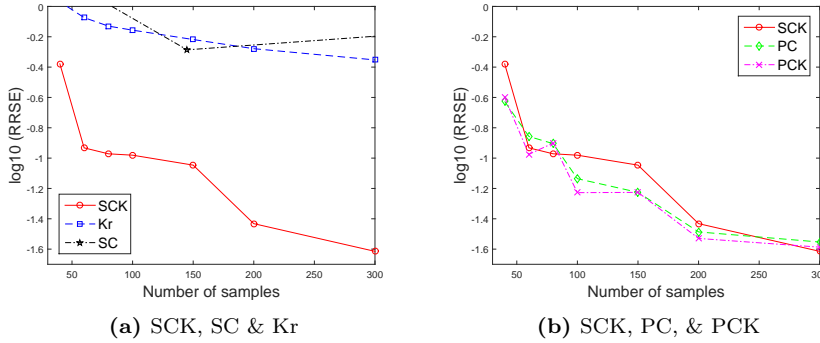 0
-0.2
-0.4
-0.6
-0.8
-1
-1.2
-1.4
-1.6
log10 (RRSE)
SCK
Kr
SC
50
100
150
200
250
300
Number of samples
(a) SCK, SC & Kr
0
-0.2
-0.4
-0.6
-0.8
-1
-1.2
-1.4
-1.6
log10 (RRSE)
SCK
PC
PCK
50
100
150
200
250
300
Number of samples
(b) SCK, PC, & PCK